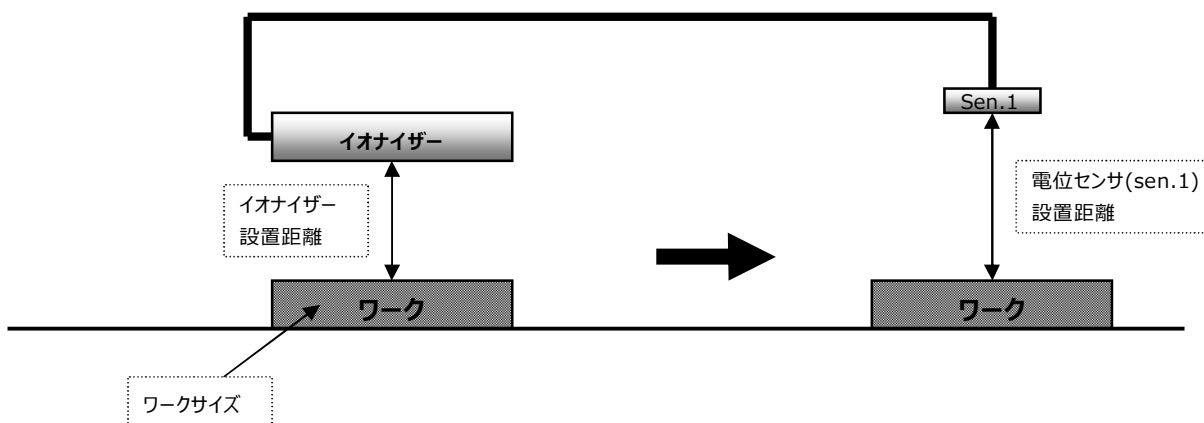 Sen.1
イオナイザー
イオナイザー
設置距離
電位センサ(sen.1)
設置距離
ワーク
ワーク
ワークサイズ